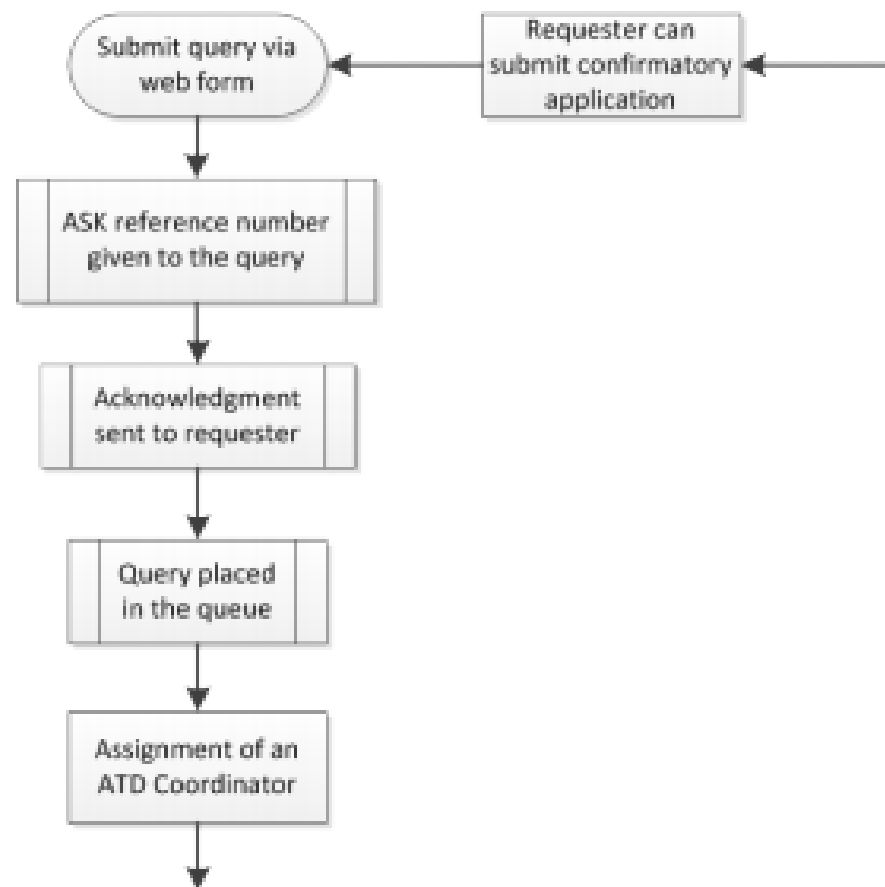 Submit query via
web form
Requester can
submit confirmatory
application
ASK reference number
given to the query
Acknowledgment
sent to requester
Query placed
in the queue
Assignment of an
ATD Coordinator